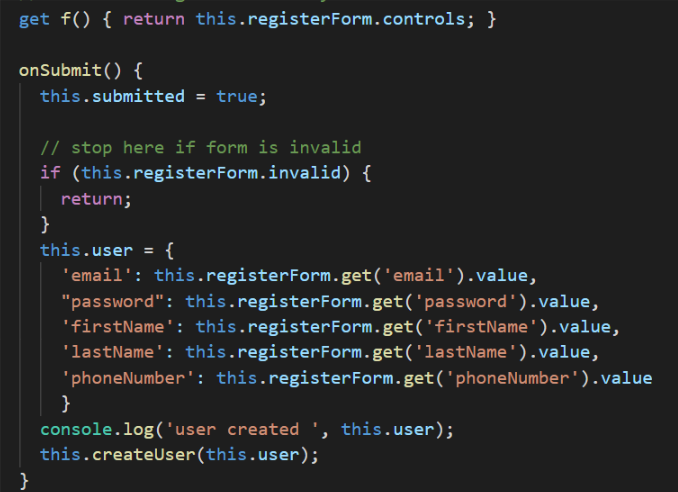 get f() { return this.registerForm.controls; }

onSubmit() {
  this.submitted = true;

  // stop here if form is invalid
  if (this.registerForm.invalid) {
    return;
  }
  this.user = {
    'email': this.registerForm.get('email').value,
    "password": this.registerForm.get('password').value,
    'firstName': this.registerForm.get('firstName').value,
    'lastName': this.registerForm.get('lastName').value,
    'phoneNumber': this.registerForm.get('phoneNumber').value
    }
  console.log('user created ', this.user);
  this.createUser(this.user);
}